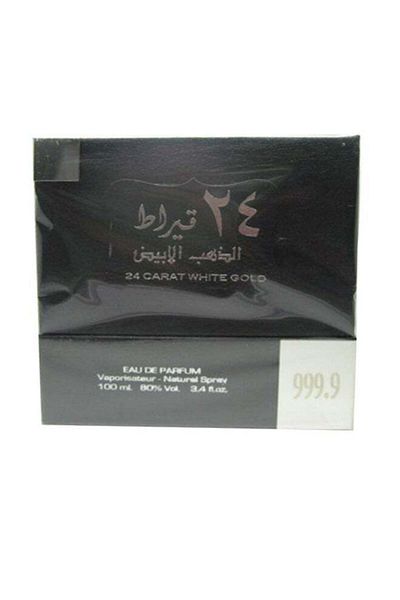 ٢٤ قيراط
الذهب الابيض
24 CARAT WHITE GOLD
EAU DE PARFUM
Vaporisateur - Natural Spray
100 ml. 80% Vol. 3.4 fl.oz.
999.9